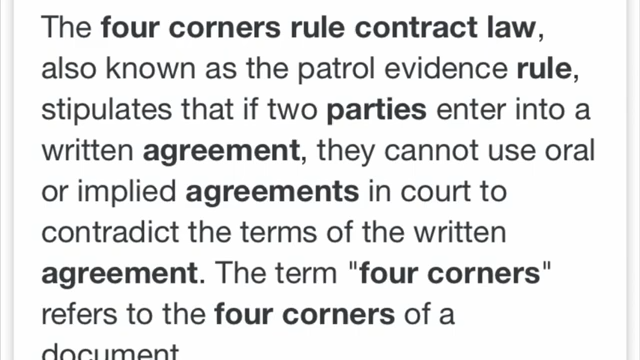 The four corners rule contract law,
also known as the patrol evidence rule,
stipulates that if two parties enter into a
written agreement, they cannot use oral
or implied agreements in court to
contradict the terms of the written
agreement. The term "four corners"
refers to the four corners of a
document